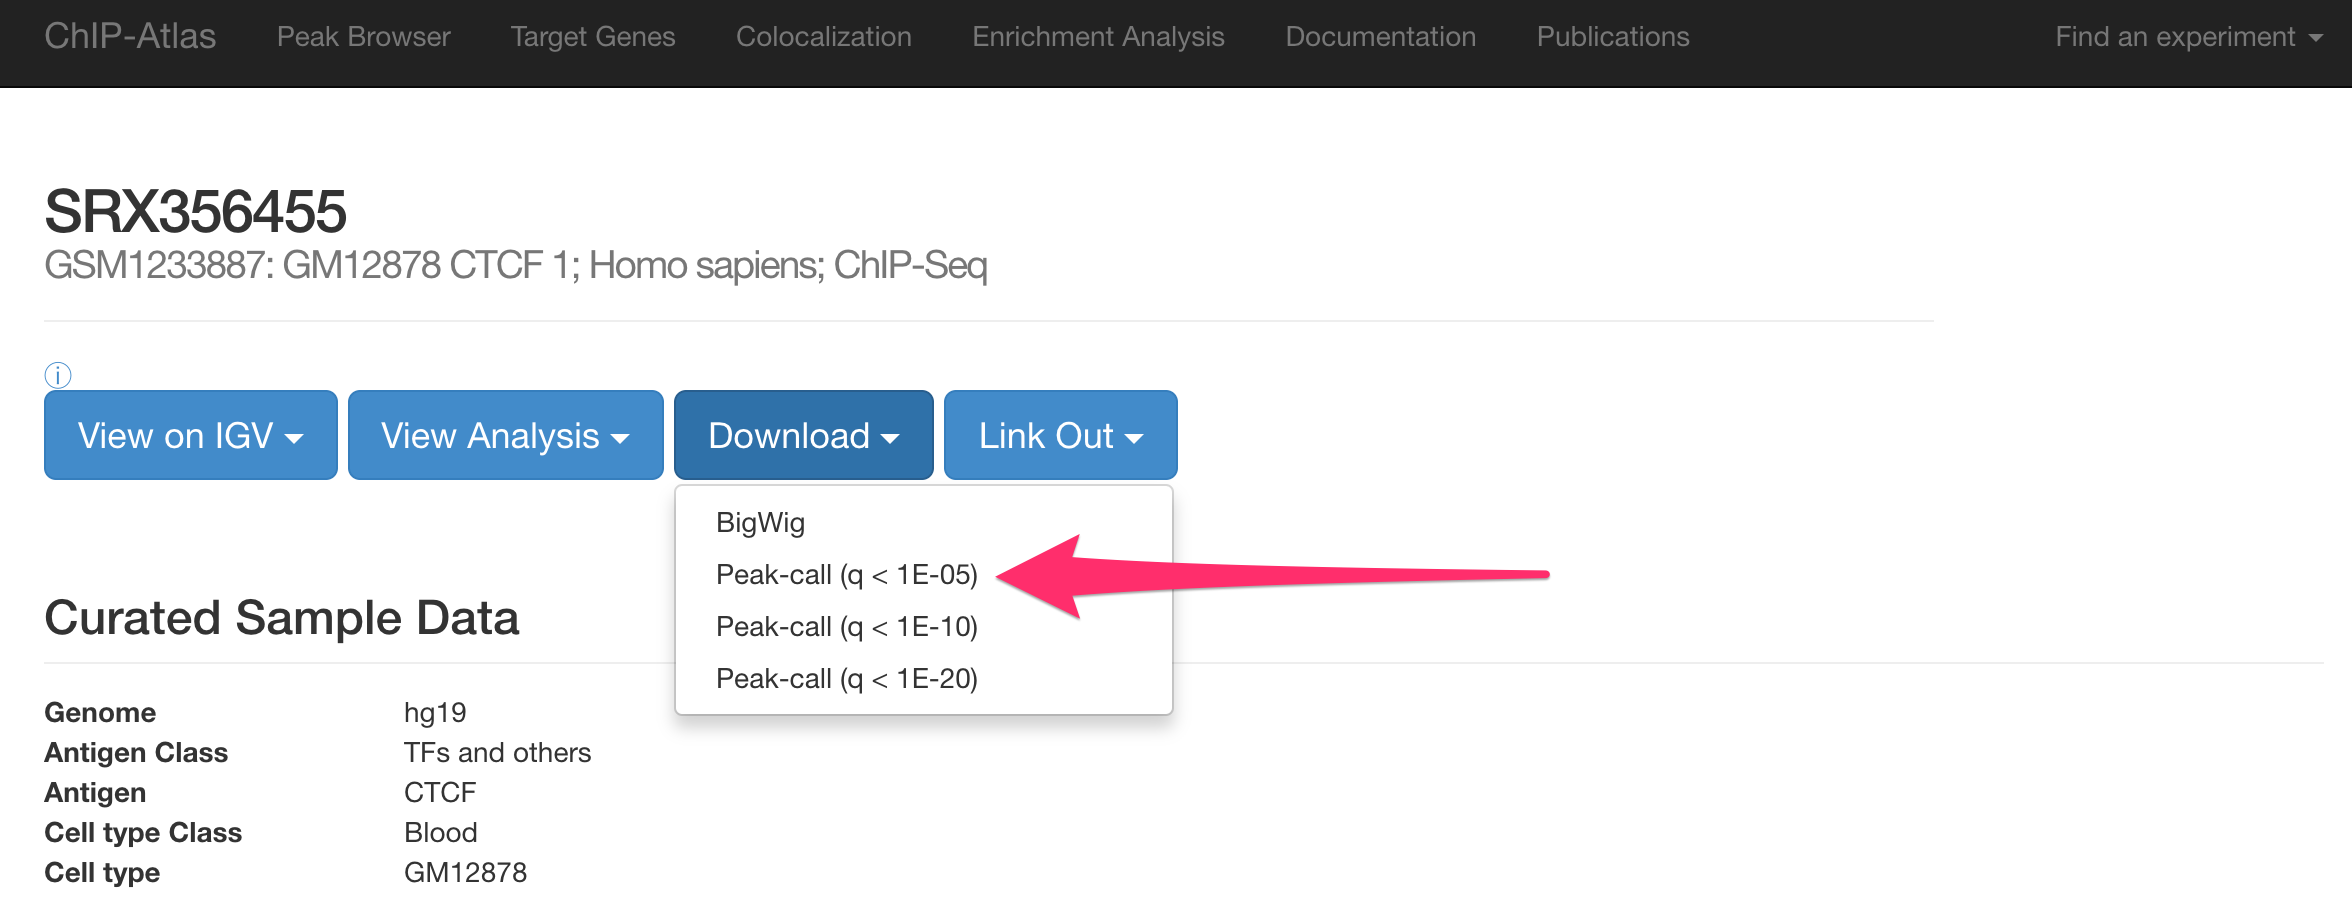 ChIP-Atlas Peak Browser Target Genes Colocalization Enrichment Analysis Documentation Publications Find an experiment
SRX356455
GSM1233887: GM12878 CTCF 1; Homo sapiens; ChIP-Seq
i
View on IGV View Analysis Download Link Out
BigWig
Peak-call (q < 1E-05)
Peak-call (q < 1E-10)
Peak-call (q < 1E-20)
Curated Sample Data
Genome hg19
Antigen Class TFs and others
Antigen CTCF
Cell type Class Blood
Cell type GM12878